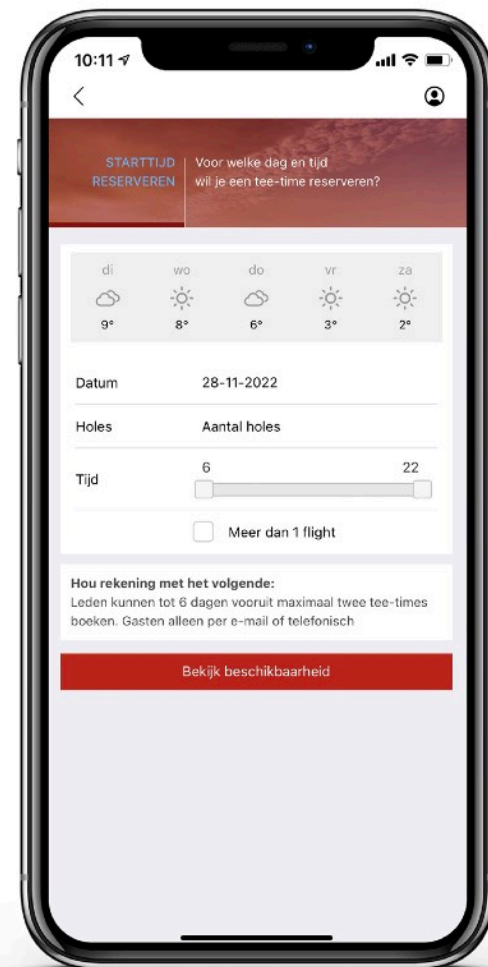 10:11
STARTTIJD
RESERVEREN
Voor welke dag en tijd
wil je een tee-time reserveren?
di wo do vr za
9° 8° 6° 3° 2°
Datum 28-11-2022
Holes Aantal holes
6 22
Tijd
Meer dan 1 flight
Hou rekening met het volgende:
Leden kunnen tot 6 dagen vooruit maximaal twee tee-times
boeken. Gasten alleen per e-mail of telefonisch
Bekijk beschikbaarheid